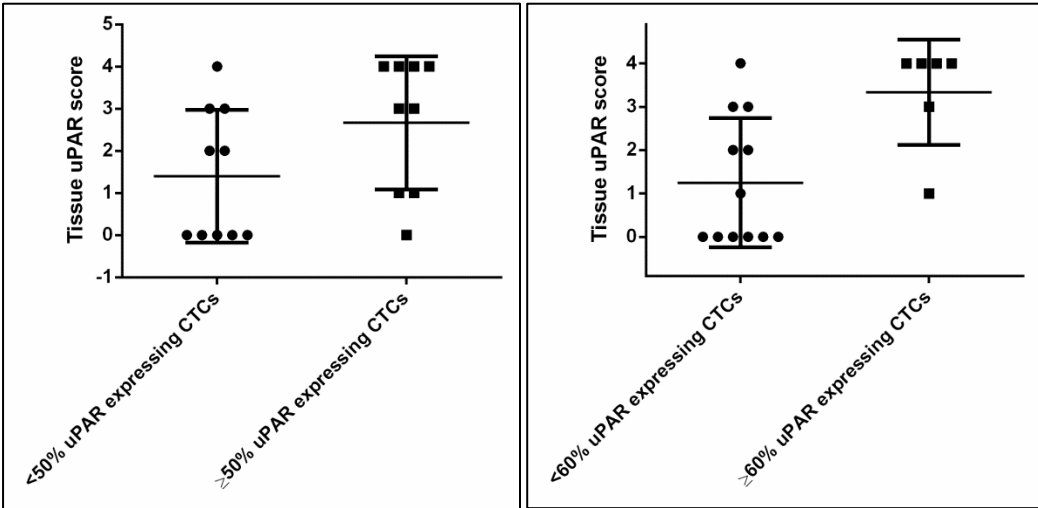 Tissue uPAR score
5
4
3
2
1
0
-1
<50% uPAR expressing CTCs
≥50% uPAR expressing CTCs
Tissue uPAR score
4
3
2
1
0
<60% uPAR expressing CTCs
≥60% uPAR expressing CTCs